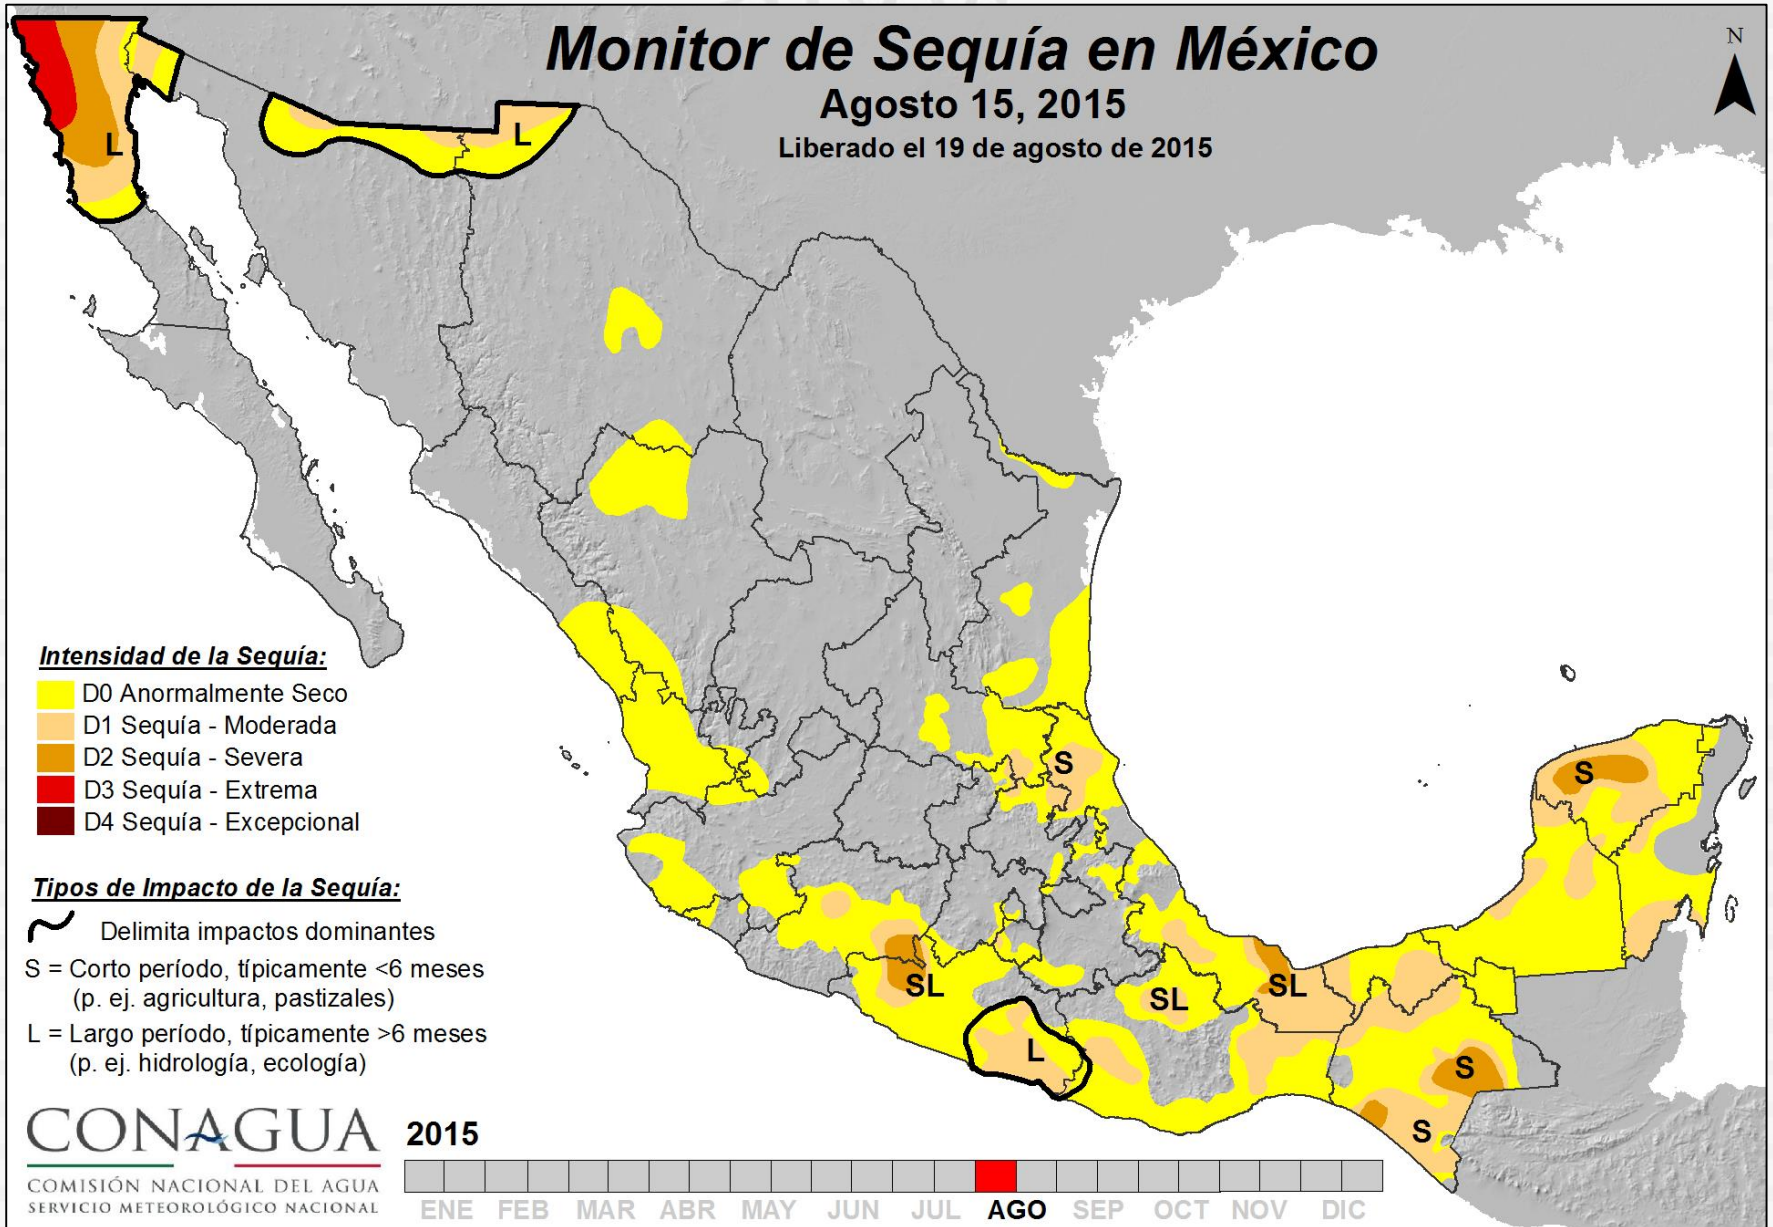 Monitor de Sequía en México
Agosto 15, 2015
Liberado el 19 de agosto de 2015
N
L
L
S
S
SL
SL
SL
L
S
S
Intensidad de la Sequía:
D0 Anormalmente Seco
D1 Sequía - Moderada
D2 Sequía - Severa
D3 Sequía - Extrema
D4 Sequía - Excepcional
Tipos de Impacto de la Sequía:
Delimita impactos dominantes
S = Corto período, típicamente <6 meses
(p. ej. agricultura, pastizales)
L = Largo período, típicamente >6 meses
(p. ej. hidrología, ecología)
CONAGUA
COMISIÓN NACIONAL DEL AGUA
SERVICIO METEOROLÓGICO NACIONAL
2015
ENE FEB MAR ABR MAY JUN JUL AGO SEP OCT NOV DIC